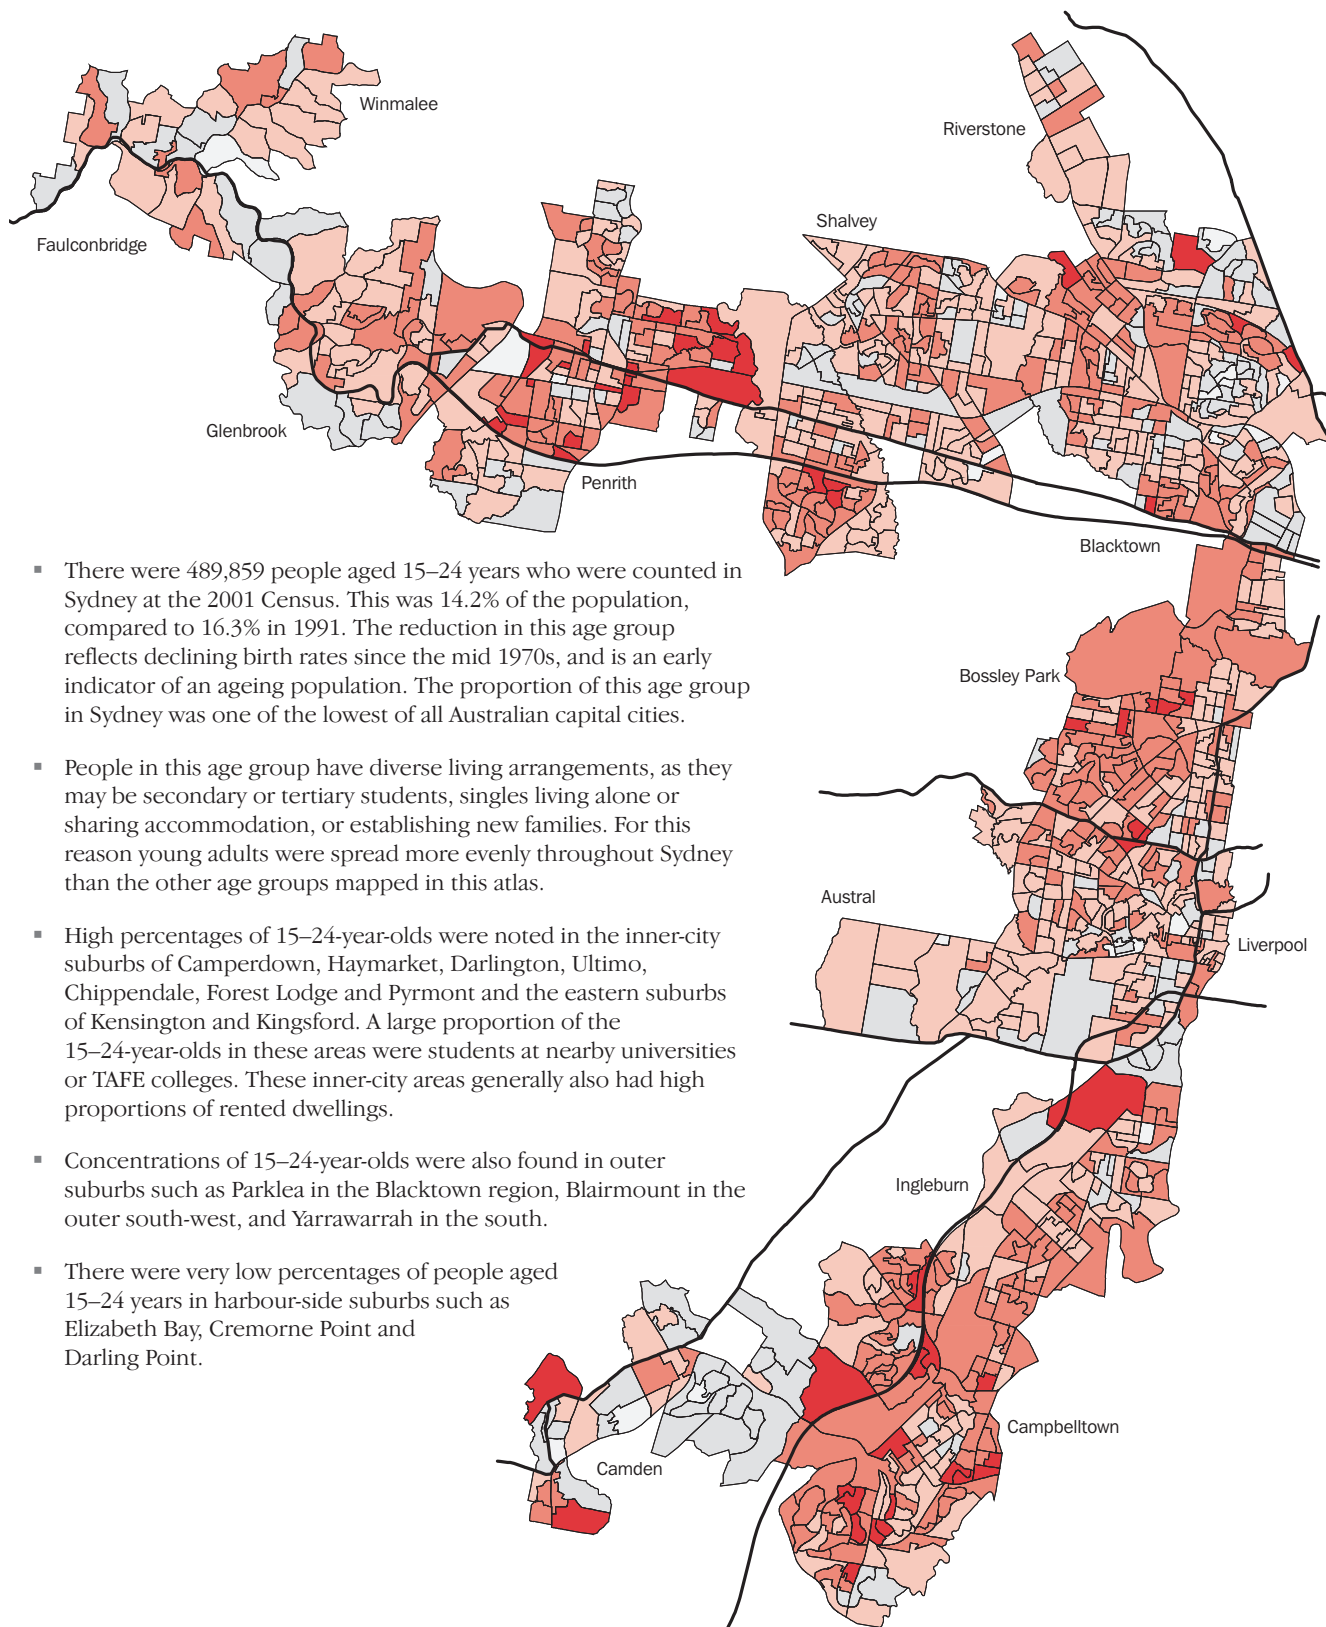 Winmalee
Riverstone
Shalvey
Faulconbridge
Glenbrook
Penrith
Blacktown
▪ There were 489,859 people aged 15–24 years who were counted in
Sydney at the 2001 Census. This was 14.2% of the population,
compared to 16.3% in 1991. The reduction in this age group
reflects declining birth rates since the mid 1970s, and is an early
indicator of an ageing population. The proportion of this age group
in Sydney was one of the lowest of all Australian capital cities.
Bossley Park
▪ People in this age group have diverse living arrangements, as they
may be secondary or tertiary students, singles living alone or
sharing accommodation, or establishing new families. For this
reason young adults were spread more evenly throughout Sydney
than the other age groups mapped in this atlas.
Austral
▪ High percentages of 15–24-year-olds were noted in the inner-city
suburbs of Camperdown, Haymarket, Darlington, Ultimo,
Chippendale, Forest Lodge and Pyrmont and the eastern suburbs
of Kensington and Kingsford. A large proportion of the
15–24-year-olds in these areas were students at nearby universities
or TAFE colleges. These inner-city areas generally also had high
proportions of rented dwellings.
Liverpool
▪ Concentrations of 15–24-year-olds were also found in outer
suburbs such as Parklea in the Blacktown region, Blairmount in the
outer south-west, and Yarrawarrah in the south.
Ingleburn
▪ There were very low percentages of people aged
15–24 years in harbour-side suburbs such as
Elizabeth Bay, Cremorne Point and
Darling Point.
Campbelltown
Camden